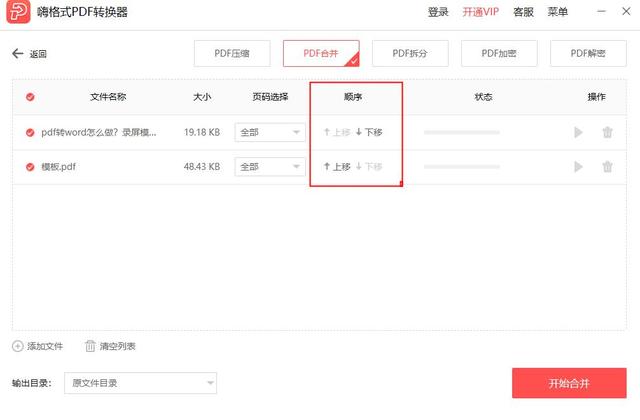 嗨格式PDF转换器 登录 开通VIP 客服 菜单
返回 PDF压缩 PDF合并 PDF拆分 PDF加密 PDF解密
文件名称 大小 页码选择 顺序 状态 操作
pdf转word怎么做？录屏模... 19.18 KB 全部 上移 下移
模板.pdf 48.43 KB 全部 上移 下移
添加文件 清空列表
输出目录： 原文件目录 开始合并